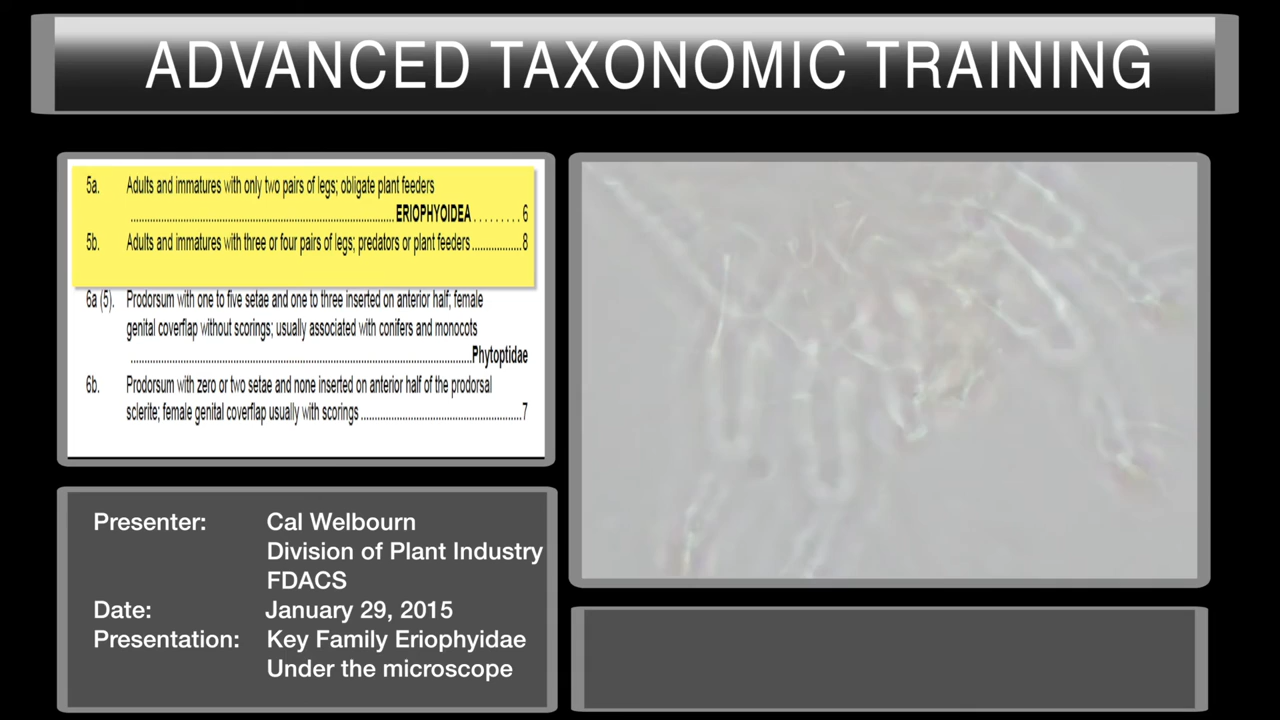 ADVANCED TAXONOMIC TRAINING
5a. Adults and immatures with only two pairs of legs; obligate plant feeders
........................................................................ERIOPHYOIDEA.........6
5b. Adults and immatures with three or four pairs of legs; predators or plant feeders.................8
6a (5). Prodorsum with one to five setae and one to three inserted on anterior half; female
genital coverflap without scorings; usually associated with conifers and monocots
........................................................................................Phytoptidae
6b. Prodorsum with zero or two setae and none inserted on anterior half of the prodorsal
sclerite; female genital coverflap usually with scorings....................................................7
Presenter: Cal Welbourn
Division of Plant Industry
FDACS
Date: January 29, 2015
Presentation: Key Family Eriophyidae
Under the microscope